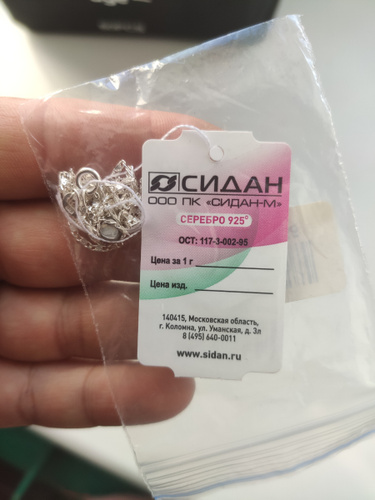 СИДАН
ООО ПК «СИДАН-М»
СЕРЕБРО 925°
ОСТ: 117-3-002-95
Цена за 1 г
Цена изд.
140415, Московская область,
г. Коломна, ул. Уманская, д. 3л
8 (495) 640-0011
www.sidan.ru